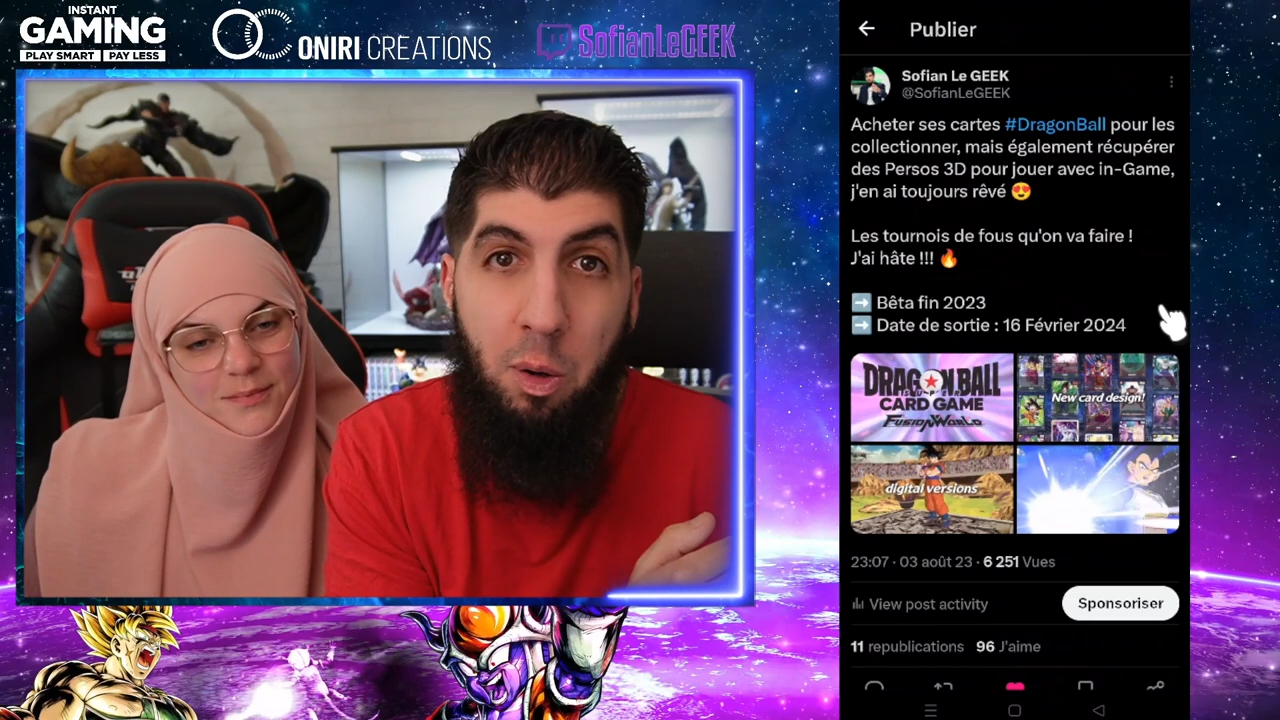 INSTANT
GAMING
PLAY SMART PAY LESS
OC ONIRI CREATIONS
SofianLeGEEK
Publier
Sofian Le GEEK
@SofianLeGEEK
Acheter ses cartes #DragonBall pour les
collectionner, mais également récupérer
des Persos 3D pour jouer avec in-Game,
j'en ai toujours rêvé 😍
Les tournois de fous qu'on va faire !
J'ai hâte !!! 🔥
➡️ Bêta fin 2023
➡️ Date de sortie : 16 Février 2024
DRAGON BALL
SUPER
CARD GAME
FUSION WORLD
New card design!
digital versions
23:07 · 03 août 23 · 6 251 Vues
View post activity
Sponsoriser
11 republications 96 J'aime